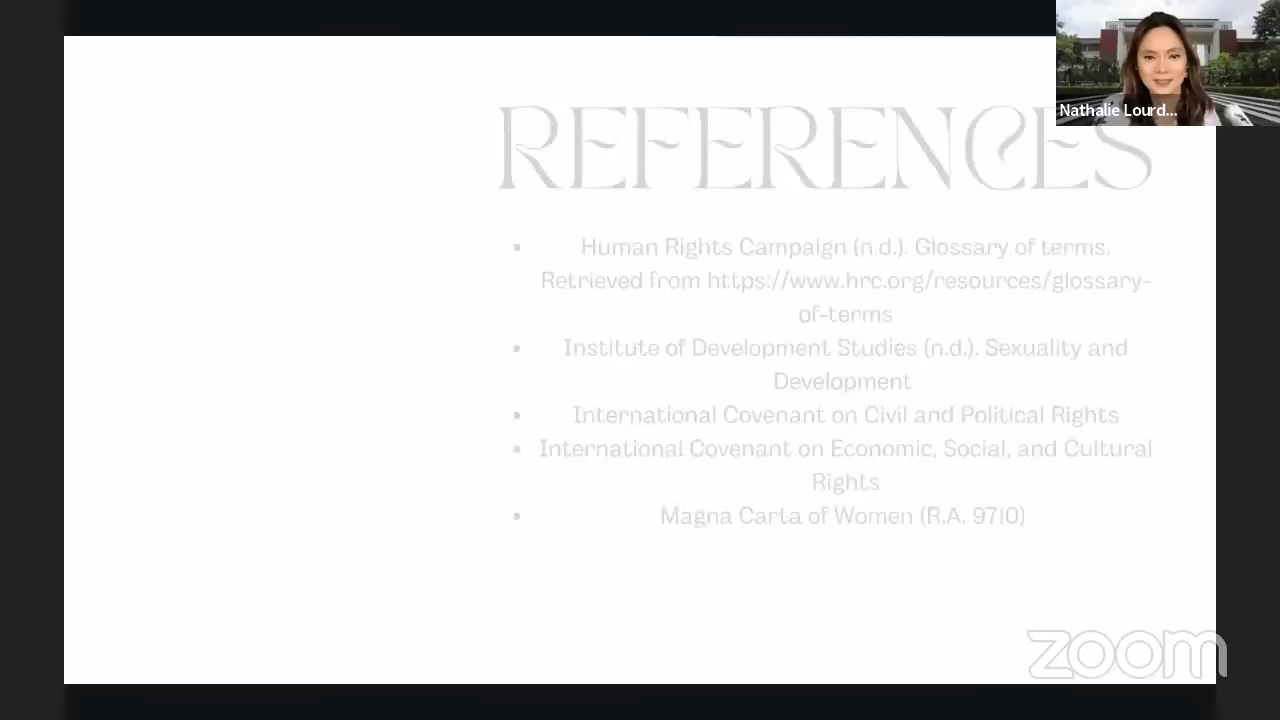 Nathalie Lourd...
REFERENCES
• Human Rights Campaign (n.d.). Glossary of terms.
Retrieved from https://www.hrc.org/resources/glossary-
of-terms
• Institute of Development Studies (n.d.). Sexuality and
Development
• International Covenant on Civil and Political Rights
• International Covenant on Economic, Social, and Cultural
Rights
• Magna Carta of Women (R.A. 9710)
zoom